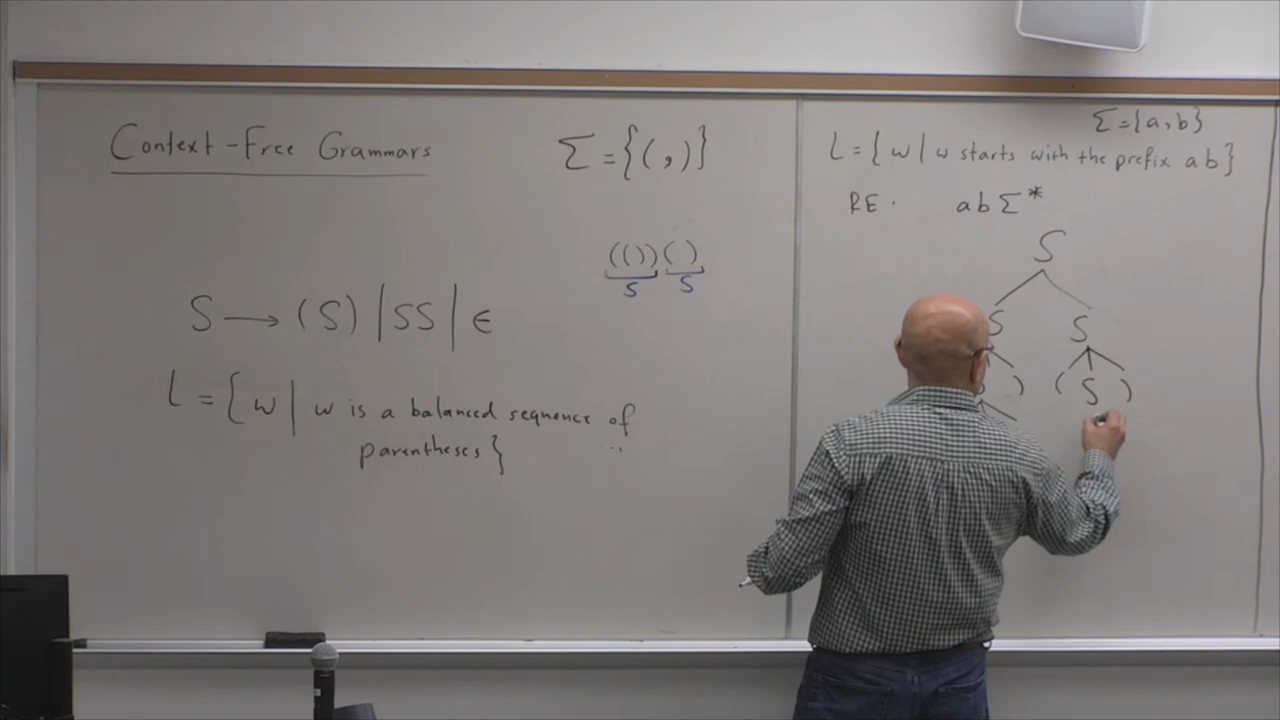 Context-Free Grammars
Σ={(,)}
(())()
S S
S → (S) | SS | ε
L = { w | w is a balanced sequence of
parentheses } ...
Σ={a,b}
L = { w | w starts with the prefix ab }
RE. abΣ*
S
S S
) ( S )